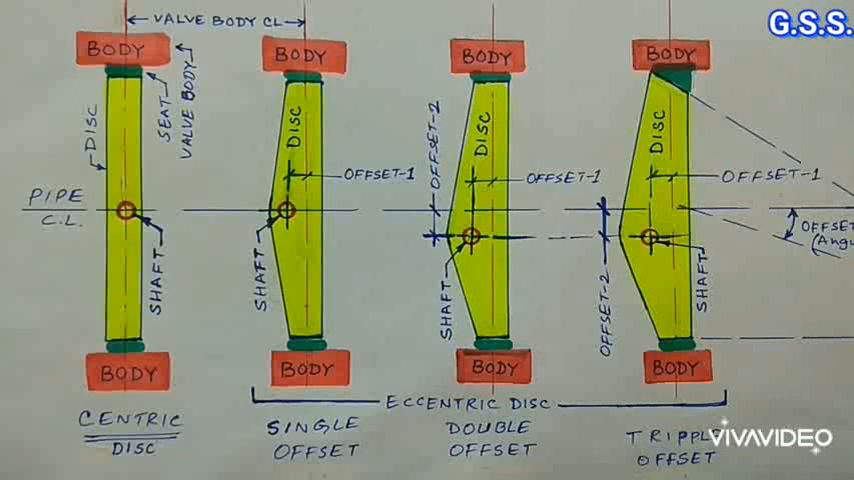 G.S.S.
VALVE BODY CL
BODY
BODY
BODY
BODY
SEAT
VALVE BODY
DISC
DISC
OFFSET-2
DISC
DISC
OFFSET-1
OFFSET-1
OFFSET-1
PIPE
C.L.
OFFSET
(Angu
SHAFT
SHAFT
SHAFT
OFFSET-2
SHAFT
BODY
BODY
BODY
BODY
ECCENTRIC DISC
CENTRIC
DISC
SINGLE
OFFSET
DOUBLE
OFFSET
TRIPPLE
OFFSET
VIVAVIDEO